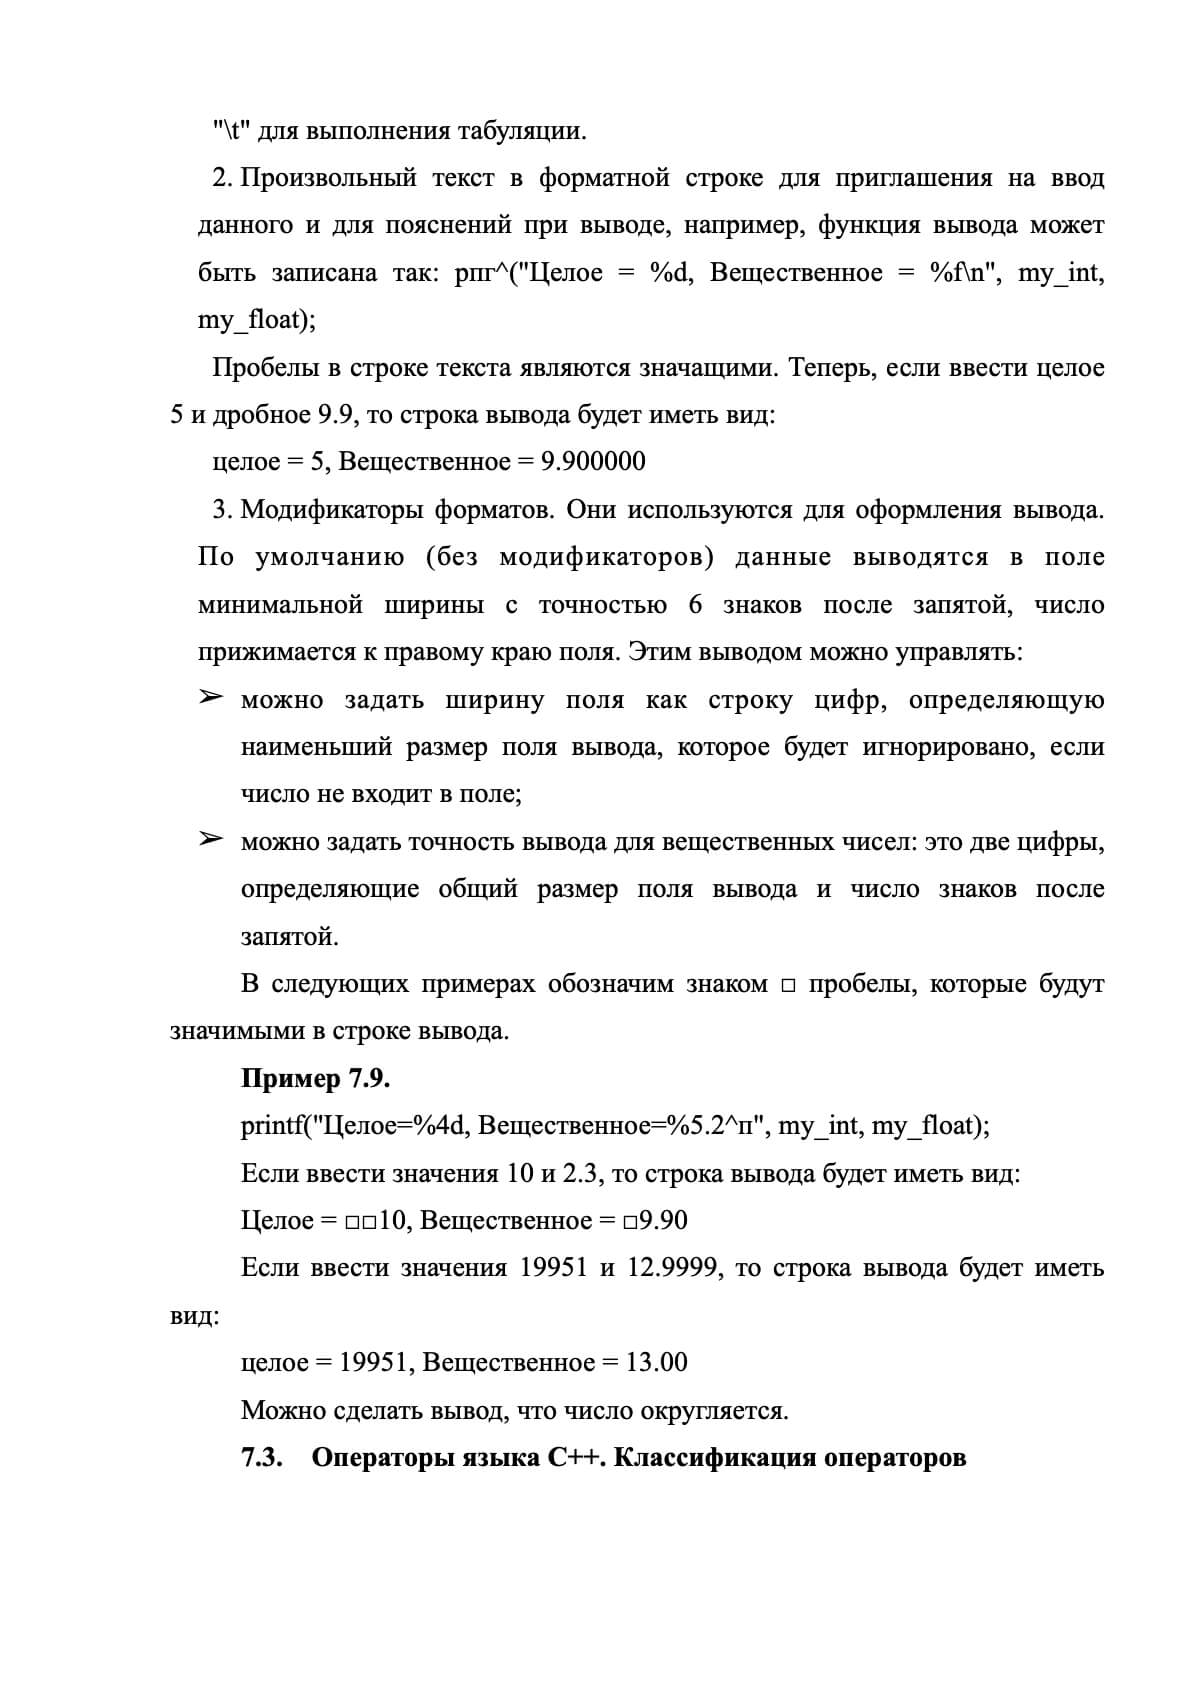 "\t" для выполнения табуляции.
2. Произвольный текст в форматной строке для приглашения на ввод
данного и для пояснений при выводе, например, функция вывода может
быть записана так: рпг^("Целое = %d, Вещественное = %f\n", my_int,
my_float);
Пробелы в строке текста являются значащими. Теперь, если ввести целое
5 и дробное 9.9, то строка вывода будет иметь вид:
целое = 5, Вещественное = 9.900000
3. Модификаторы форматов. Они используются для оформления вывода.
По умолчанию (без модификаторов) данные выводятся в поле
минимальной ширины с точностью 6 знаков после запятой, число
прижимается к правому краю поля. Этим выводом можно управлять:
➢ можно задать ширину поля как строку цифр, определяющую
наименьший размер поля вывода, которое будет игнорировано, если
число не входит в поле;
➢ можно задать точность вывода для вещественных чисел: это две цифры,
определяющие общий размер поля вывода и число знаков после
запятой.
В следующих примерах обозначим знаком □ пробелы, которые будут
значимыми в строке вывода.
Пример 7.9.
printf("Целое=%4d, Вещественное=%5.2^п", my_int, my_float);
Если ввести значения 10 и 2.3, то строка вывода будет иметь вид:
Целое = □□10, Вещественное = □9.90
Если ввести значения 19951 и 12.9999, то строка вывода будет иметь
вид:
целое = 19951, Вещественное = 13.00
Можно сделать вывод, что число округляется.
7.3. Операторы языка С++. Классификация операторов